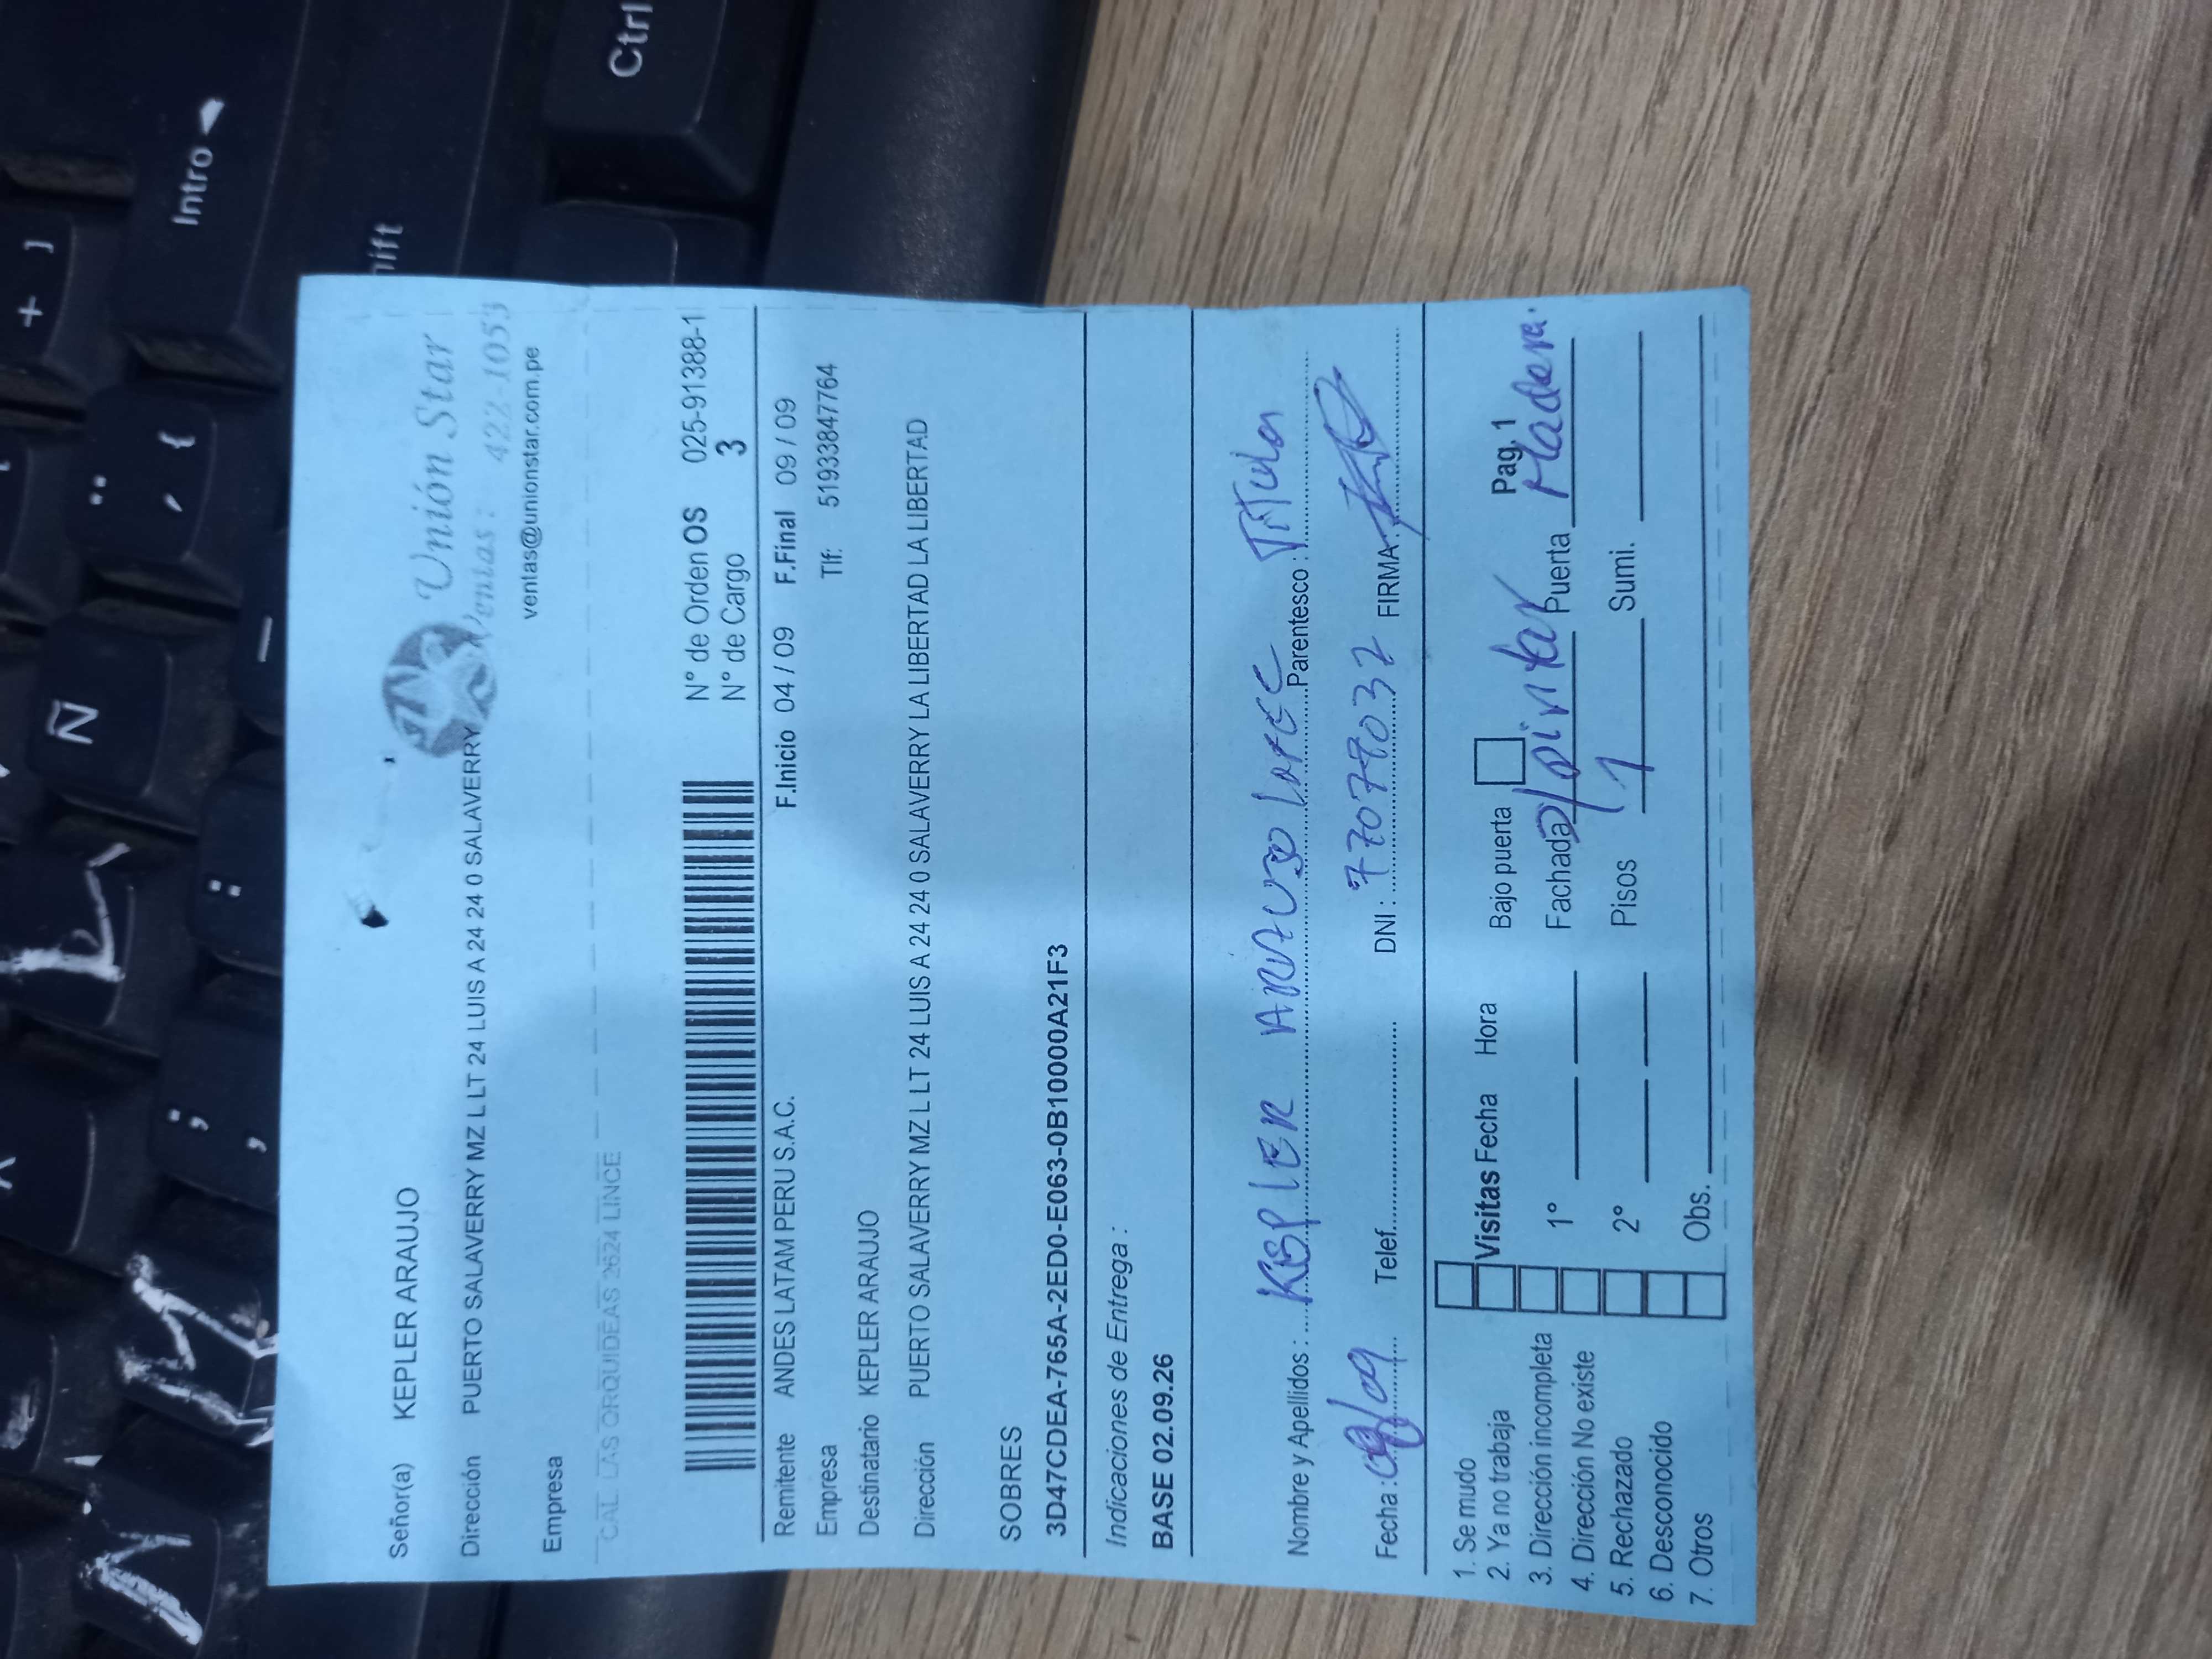 Señor(a) KEPLER ARAUJO
Unión Star
Dirección PUERTO SALAVERRY MZ L LT 24 LUIS A 24 24 0 SALAVERRY
Ventas: 422-1053
ventas@unionstar.com.pe
Empresa
CAL LAS ORQUIDEAS 2624 LINCE
N° de Orden OS 025-91388-1
N° de Cargo 3
Remitente ANDES LATAM PERU S.A.C. F.Inicio 04 / 09 F.Final 09 / 09
Empresa Tlf: 51933847764
Destinatario KEPLER ARAUJO
Dirección PUERTO SALAVERRY MZ L LT 24 LUIS A 24 24 0 SALAVERRY LA LIBERTAD LA LIBERTAD
SOBRES
3D47CDEA-765A-2ED0-E063-0B10000A21F3
Indicaciones de Entrega :
BASE 02.09.26
Nombre y Apellidos : KEPLER ARAUJO Parentesco : Titular
Fecha : /09 Telef. DNI : FIRMA:
1. Se mudo
2. Ya no trabaja
3. Dirección incompleta
4. Dirección No existe
5. Rechazado
6. Desconocido
7. Otros
Visitas Fecha Hora Bajo puerta Pag. 1
1° Fachada S/pintar Puerta Madera.
2° Pisos 1 Sumi.
Obs.
Intro
Shift
Ctrl
Ñ
+ ]
¨ ´ {
_ -
: .
; ,
L
M
N